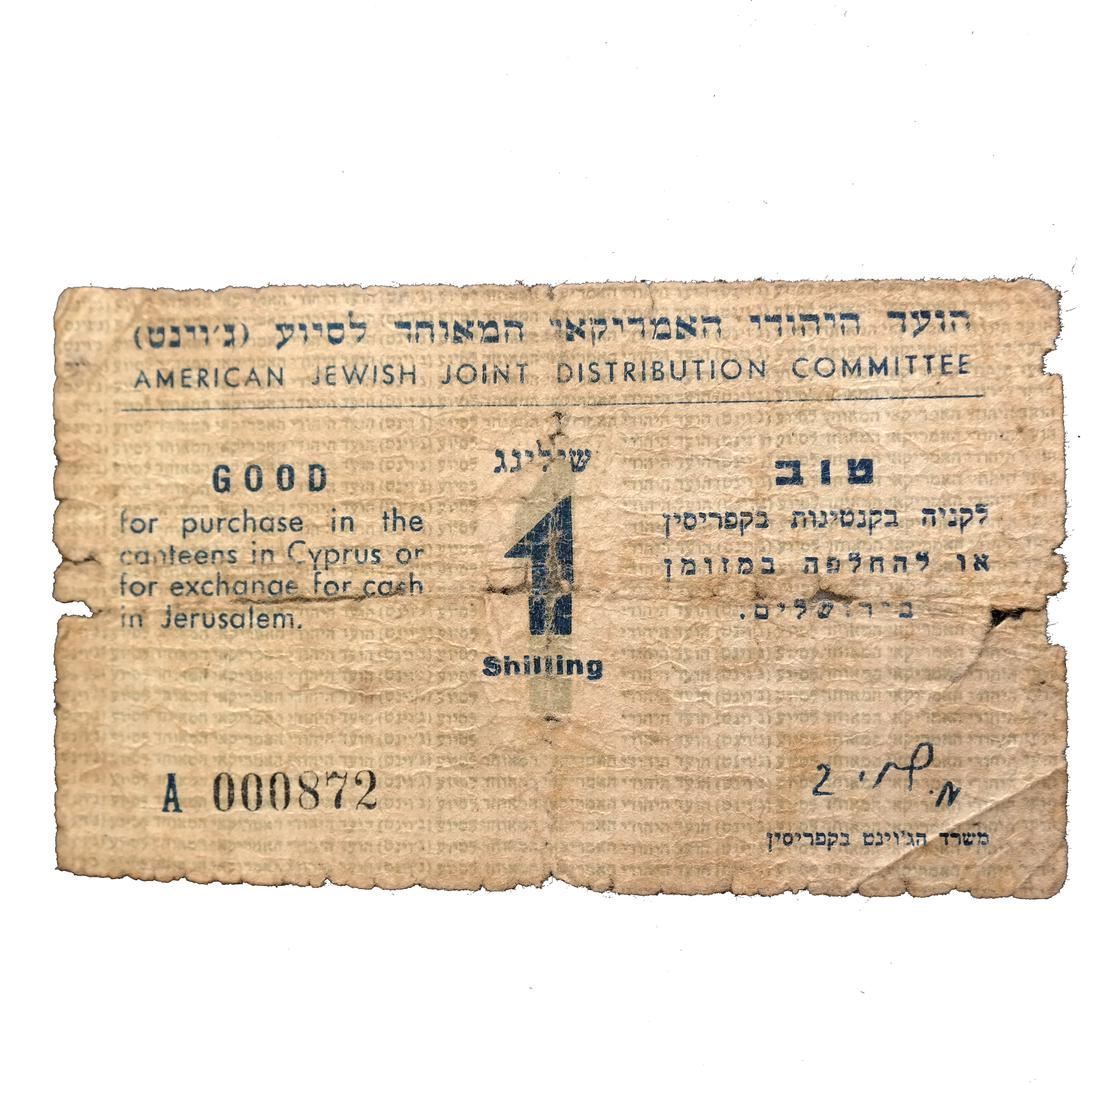 הועד היהודי האמריקאי המאוחד לסיוע (ג'וינט)
AMERICAN JEWISH JOINT DISTRIBUTION COMMITTEE
GOOD
for purchase in the
canteens in Cyprus or
for exchange for cash
in Jerusalem.
שילינג
1
Shilling
טוב
לקניה בקנטינות בקפריסין
או להחלפה במזומן
בירושלים.
A 000872
משרד הג'וינט בקפריסין